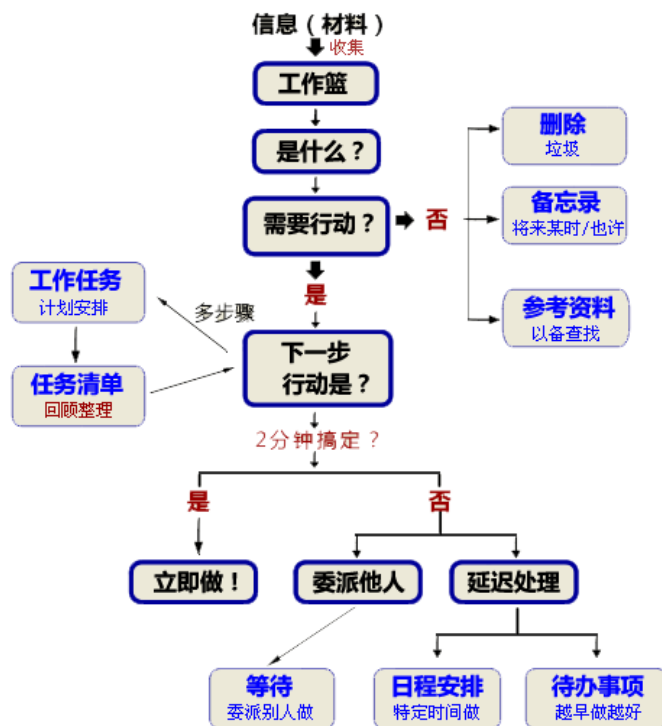 信息（材料）
收集
工作篮
是什么？
需要行动？
否
删除
垃圾
备忘录
将来某时/也许
参考资料
以备查找
是
工作任务
计划安排
多步骤
任务清单
回顾整理
下一步
行动是？
2分钟搞定？
是
否
立即做！
委派他人
延迟处理
等待
委派别人做
日程安排
特定时间做
待办事项
越早做越好